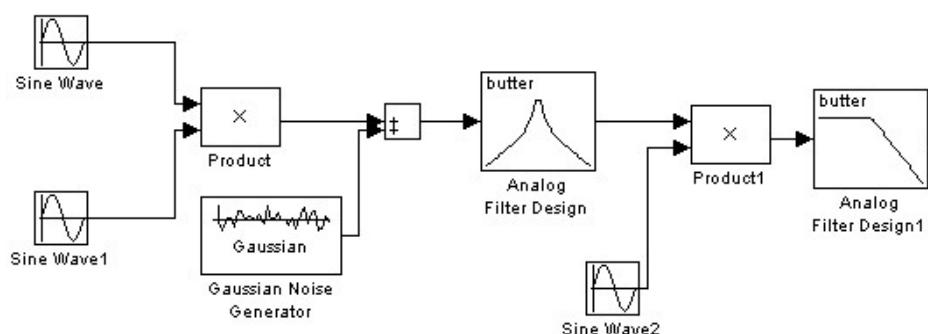 Sine Wave
×
Product
Sine Wave1
Gaussian
Gaussian Noise
Generator
+
+
butter
Analog
Filter Design
×
Product1
Sine Wave2
butter
Analog
Filter Design1